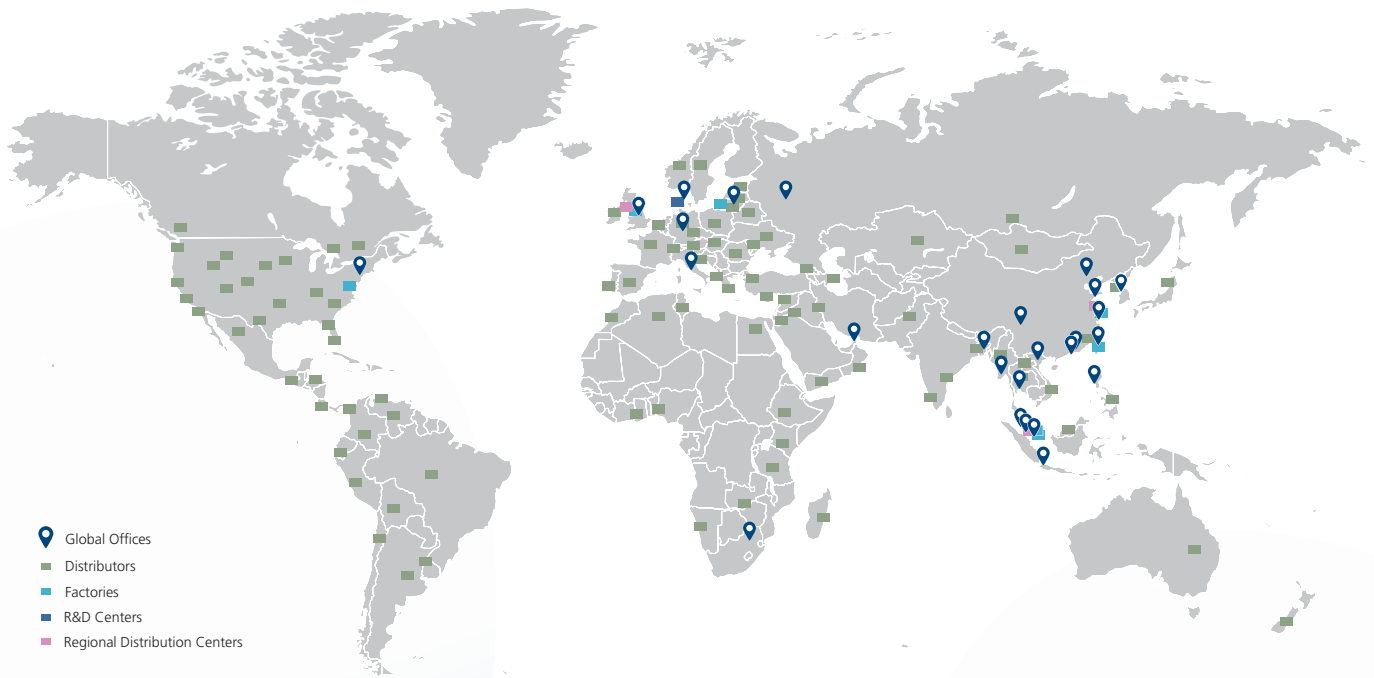 Global Offices
Distributors
Factories
R&D Centers
Regional Distribution Centers